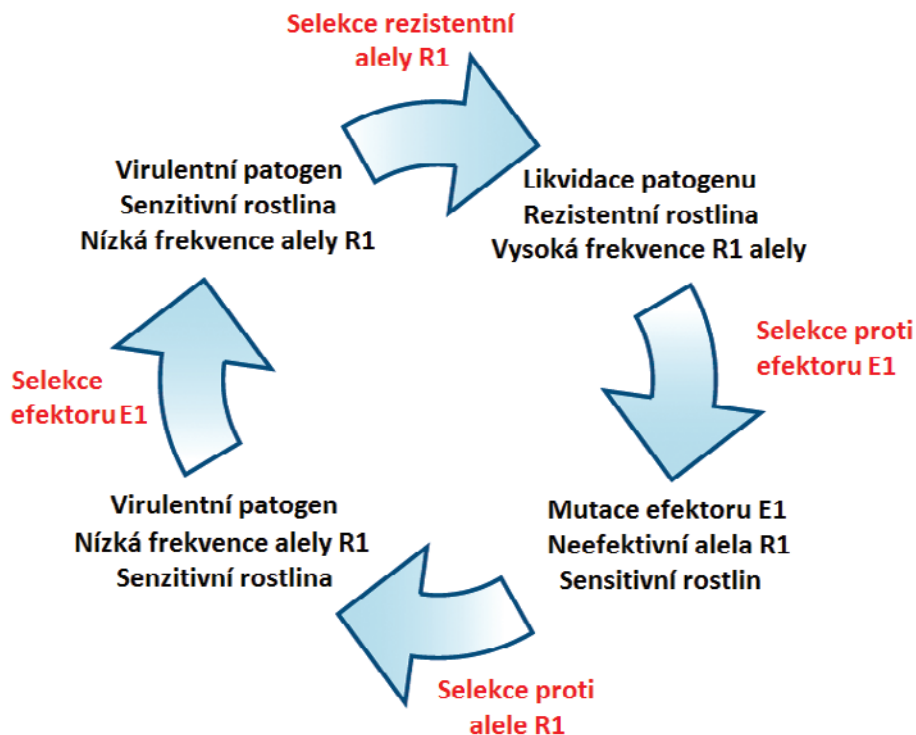 Selekce rezistentní
alely R1
Virulentní patogen
Senzitivní rostlina
Nízká frekvence alely R1
Likvidace patogenu
Rezistentní rostlina
Vysoká frekvence R1 alely
Selekce proti
efektoru E1
Mutace efektoru E1
Neefektivní alela R1
Sensitivní rostlin
Selekce proti
alele R1
Virulentní patogen
Nízká frekvence alely R1
Senzitivní rostlina
Selekce
efektoru E1